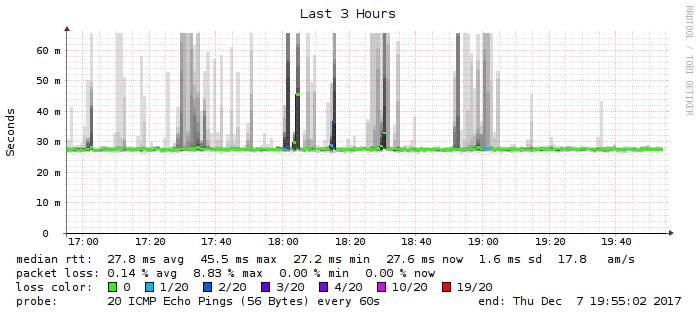 Last 3 Hours
RRDTOOL / TOBI OETIKER
Seconds
60 m
50 m
40 m
30 m
20 m
10 m
0
17:00 17:20 17:40 18:00 18:20 18:40 19:00 19:20 19:40
median rtt: 27.8 ms avg 45.5 ms max 27.2 ms min 27.6 ms now 1.6 ms sd 17.8 am/s
packet loss: 0.14 % avg 8.83 % max 0.00 % min 0.00 % now
loss color: 0 1/20 2/20 3/20 4/20 10/20 19/20
probe: 20 ICMP Echo Pings (56 Bytes) every 60s end: Thu Dec 7 19:55:02 2017